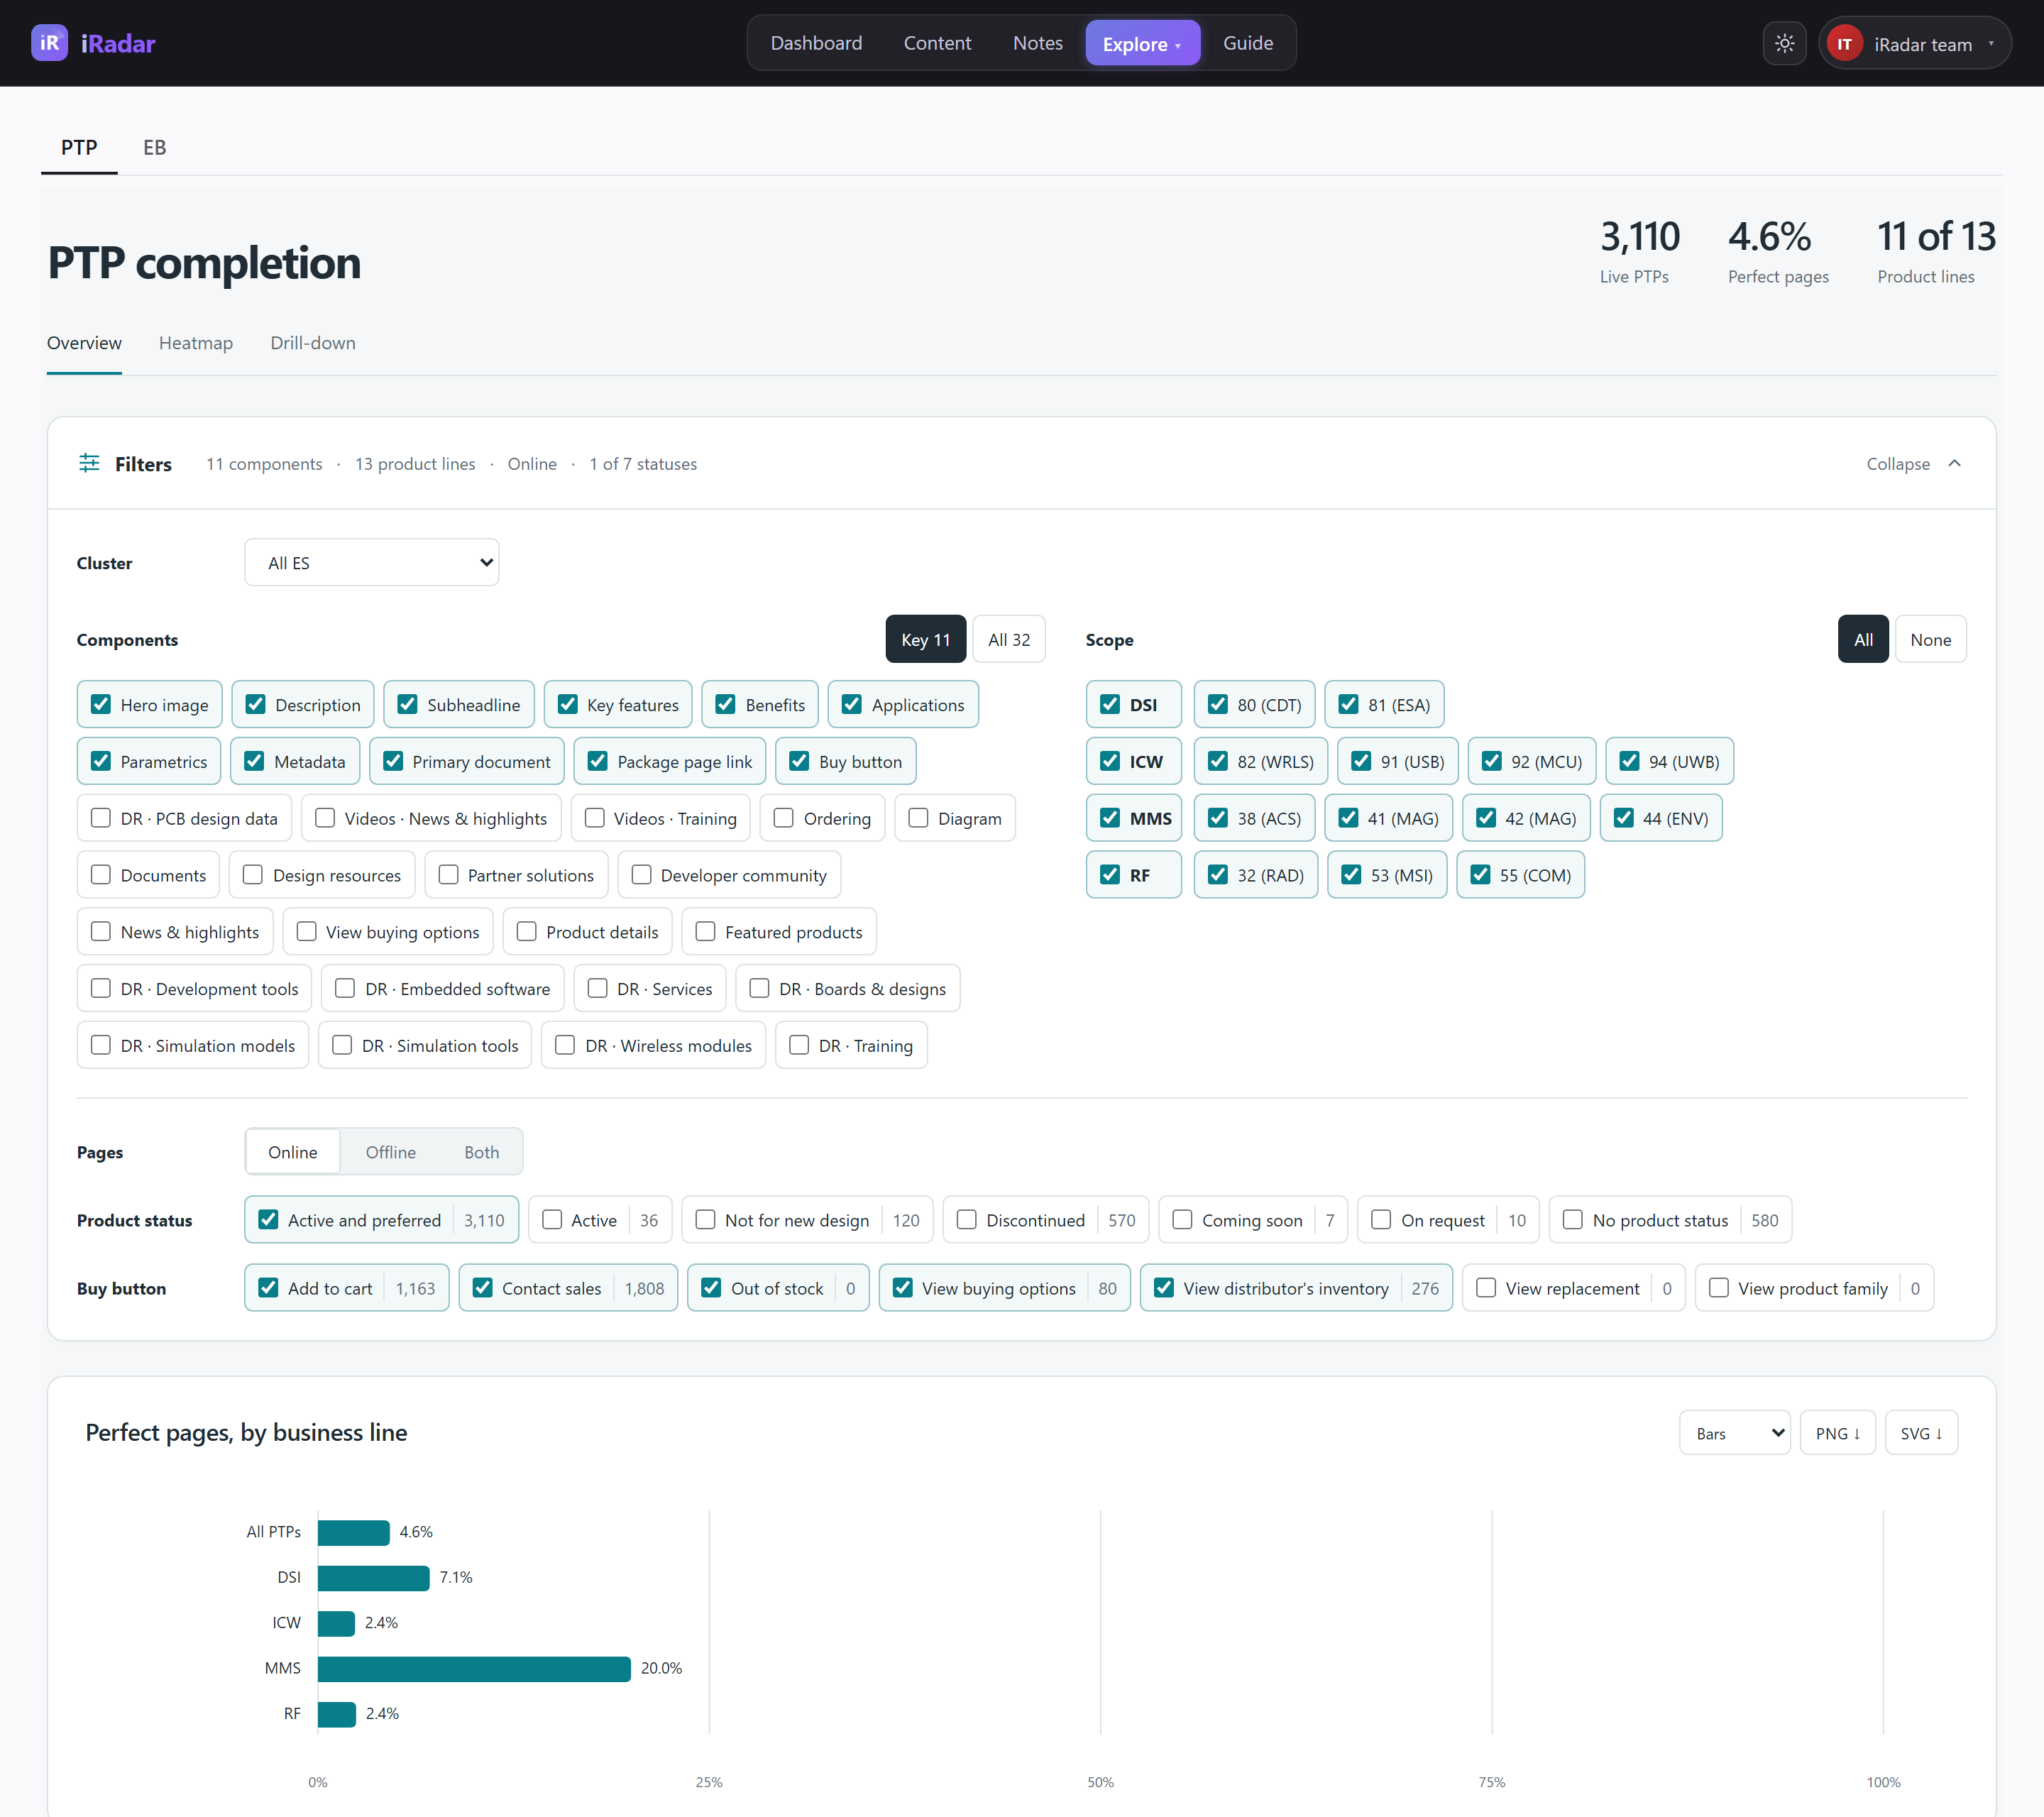 iR iRadar Dashboard Content Notes Explore Guide IT iRadar team
PTP EB
PTP completion
3,110 4.6% 11 of 13
Live PTPs Perfect pages Product lines
Overview Heatmap Drill-down
Filters 11 components · 13 product lines · Online · 1 of 7 statuses Collapse
Cluster All ES
Components Key 11 All 32
Hero image Description Subheadline Key features Benefits Applications
Parametrics Metadata Primary document Package page link Buy button
DR · PCB design data Videos · News & highlights Videos · Training Ordering Diagram
Documents Design resources Partner solutions Developer community
News & highlights View buying options Product details Featured products
DR · Development tools DR · Embedded software DR · Services DR · Boards & designs
DR · Simulation models DR · Simulation tools DR · Wireless modules DR · Training
Scope All None
DSI 80 (CDT) 81 (ESA)
ICW 82 (WRLS) 91 (USB) 92 (MCU) 94 (UWB)
MMS 38 (ACS) 41 (MAG) 42 (MAG) 44 (ENV)
RF 32 (RAD) 53 (MSI) 55 (COM)
Pages Online Offline Both
Product status Active and preferred 3,110 Active 36 Not for new design 120 Discontinued 570 Coming soon 7 On request 10 No product status 580
Buy button Add to cart 1,163 Contact sales 1,808 Out of stock 0 View buying options 80 View distributor's inventory 276 View replacement 0 View product family 0
Perfect pages, by business line Bars PNG ↓ SVG ↓
All PTPs 4.6%
DSI 7.1%
ICW 2.4%
MMS 20.0%
RF 2.4%
0% 25% 50% 75% 100%